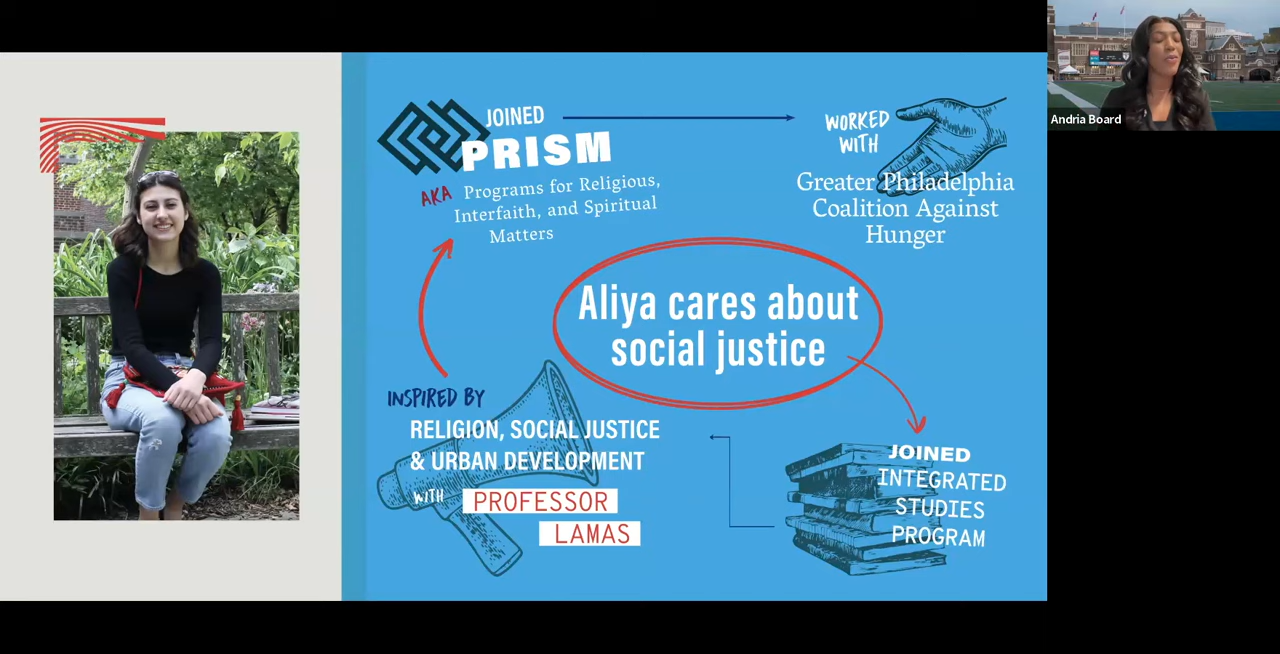 JOINED
PRISM
AKA Programs for Religious,
Interfaith, and Spiritual
Matters
WORKED
WITH
Greater Philadelphia
Coalition Against
Hunger
Aliya cares about
social justice
INSPIRED BY
RELIGION, SOCIAL JUSTICE
& URBAN DEVELOPMENT
WITH PROFESSOR
LAMAS
JOINED
INTEGRATED
STUDIES
PROGRAM
Andria Board